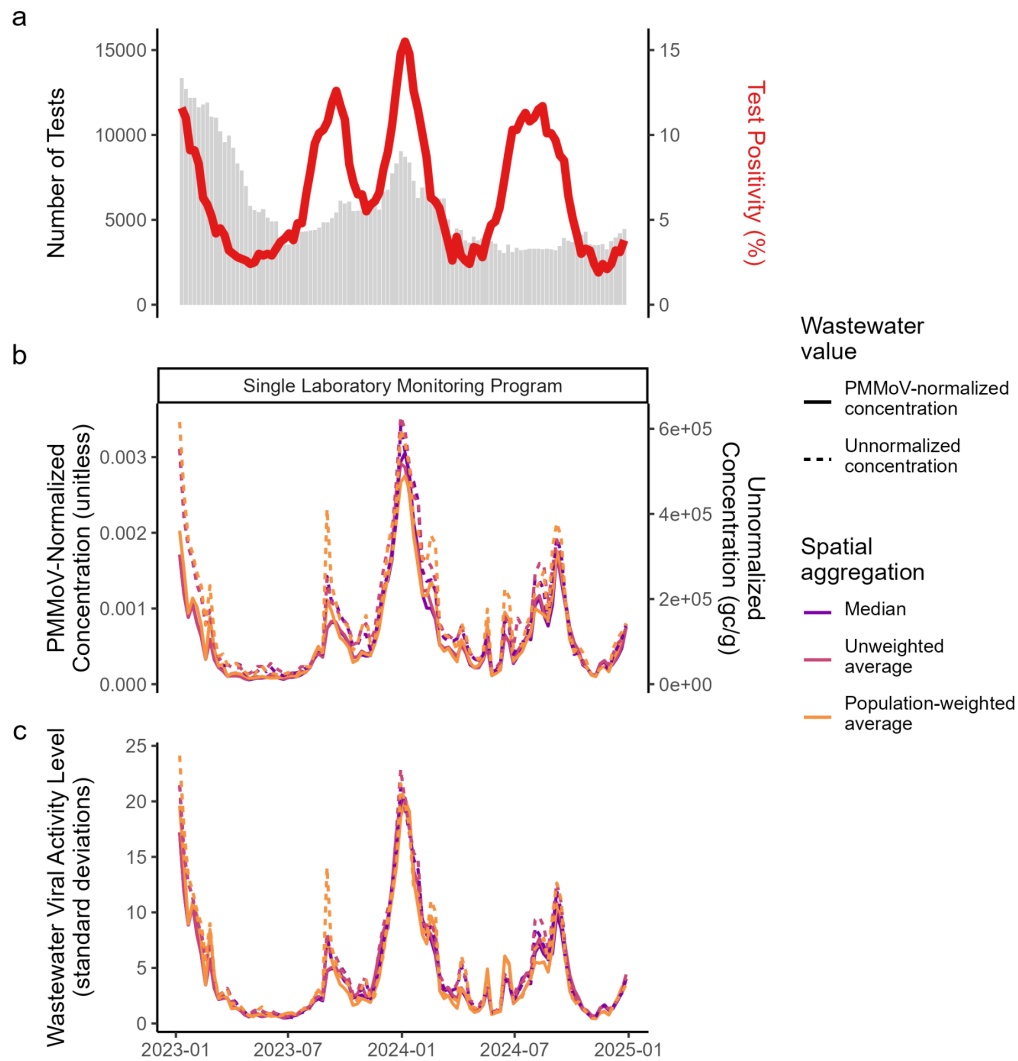 a
15000
10000
5000
0
Number of Tests
15
10
5
0
Test Positivity (%)
b
Single Laboratory Monitoring Program
0.003
0.002
0.001
0.000
PMMoV-Normalized
Concentration (unitless)
6e+05
4e+05
2e+05
0e+00
Unnormalized
Concentration (gc/g)
c
25
20
15
10
5
0
Wastewater Viral Activity Level
(standard deviations)
2023-01
2023-07
2024-01
2024-07
2025-01
Wastewater
value
PMMoV-normalized
concentration
Unnormalized
concentration
Spatial
aggregation
Median
Unweighted
average
Population-weighted
average